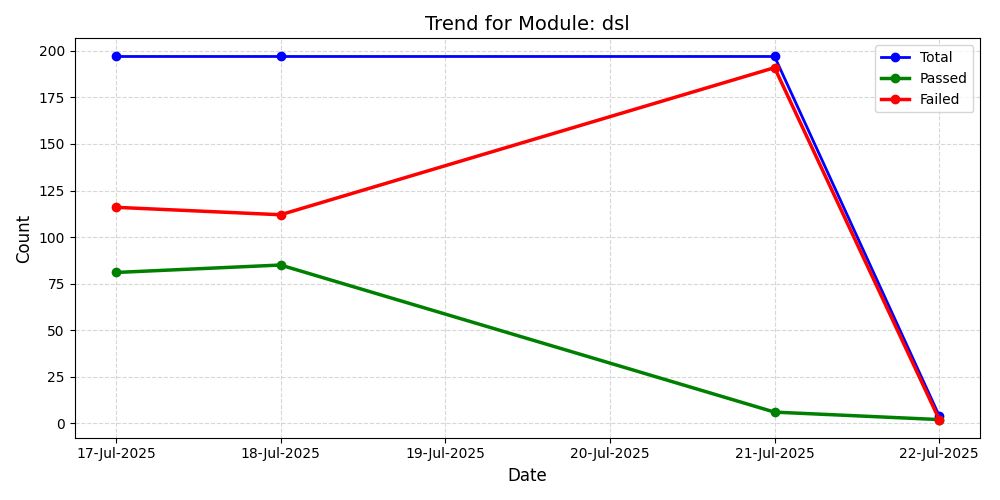 Trend for Module: dsl
Total
Passed
Failed
Count
200
175
150
125
100
75
50
25
0
17-Jul-2025
18-Jul-2025
19-Jul-2025
20-Jul-2025
21-Jul-2025
22-Jul-2025
Date